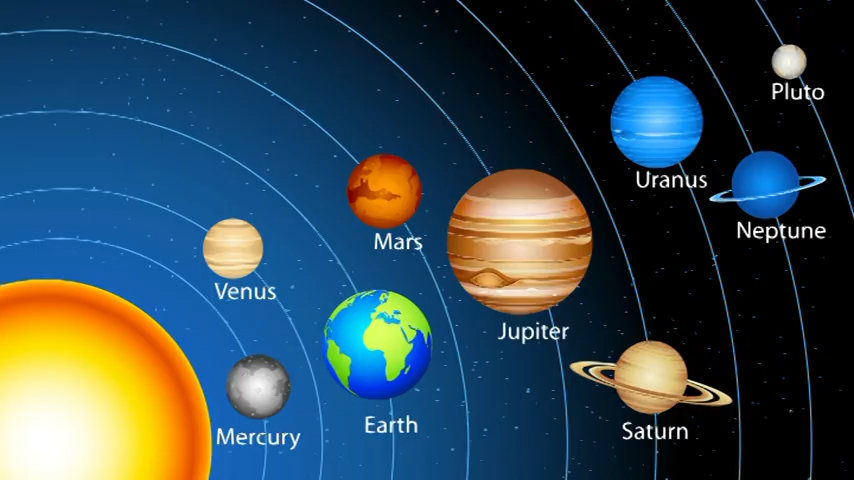 Pluto
Uranus
Neptune
Mars
Venus
Jupiter
Earth
Saturn
Mercury